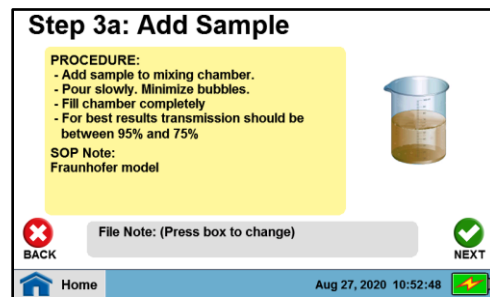 Step 3a: Add Sample
PROCEDURE:
- Add sample to mixing chamber.
- Pour slowly. Minimize bubbles.
- Fill chamber completely
- For best results transmission should be
between 95% and 75%
SOP Note:
Fraunhofer model
File Note: (Press box to change)
BACK
NEXT
Home
Aug 27, 2020 10:52:48